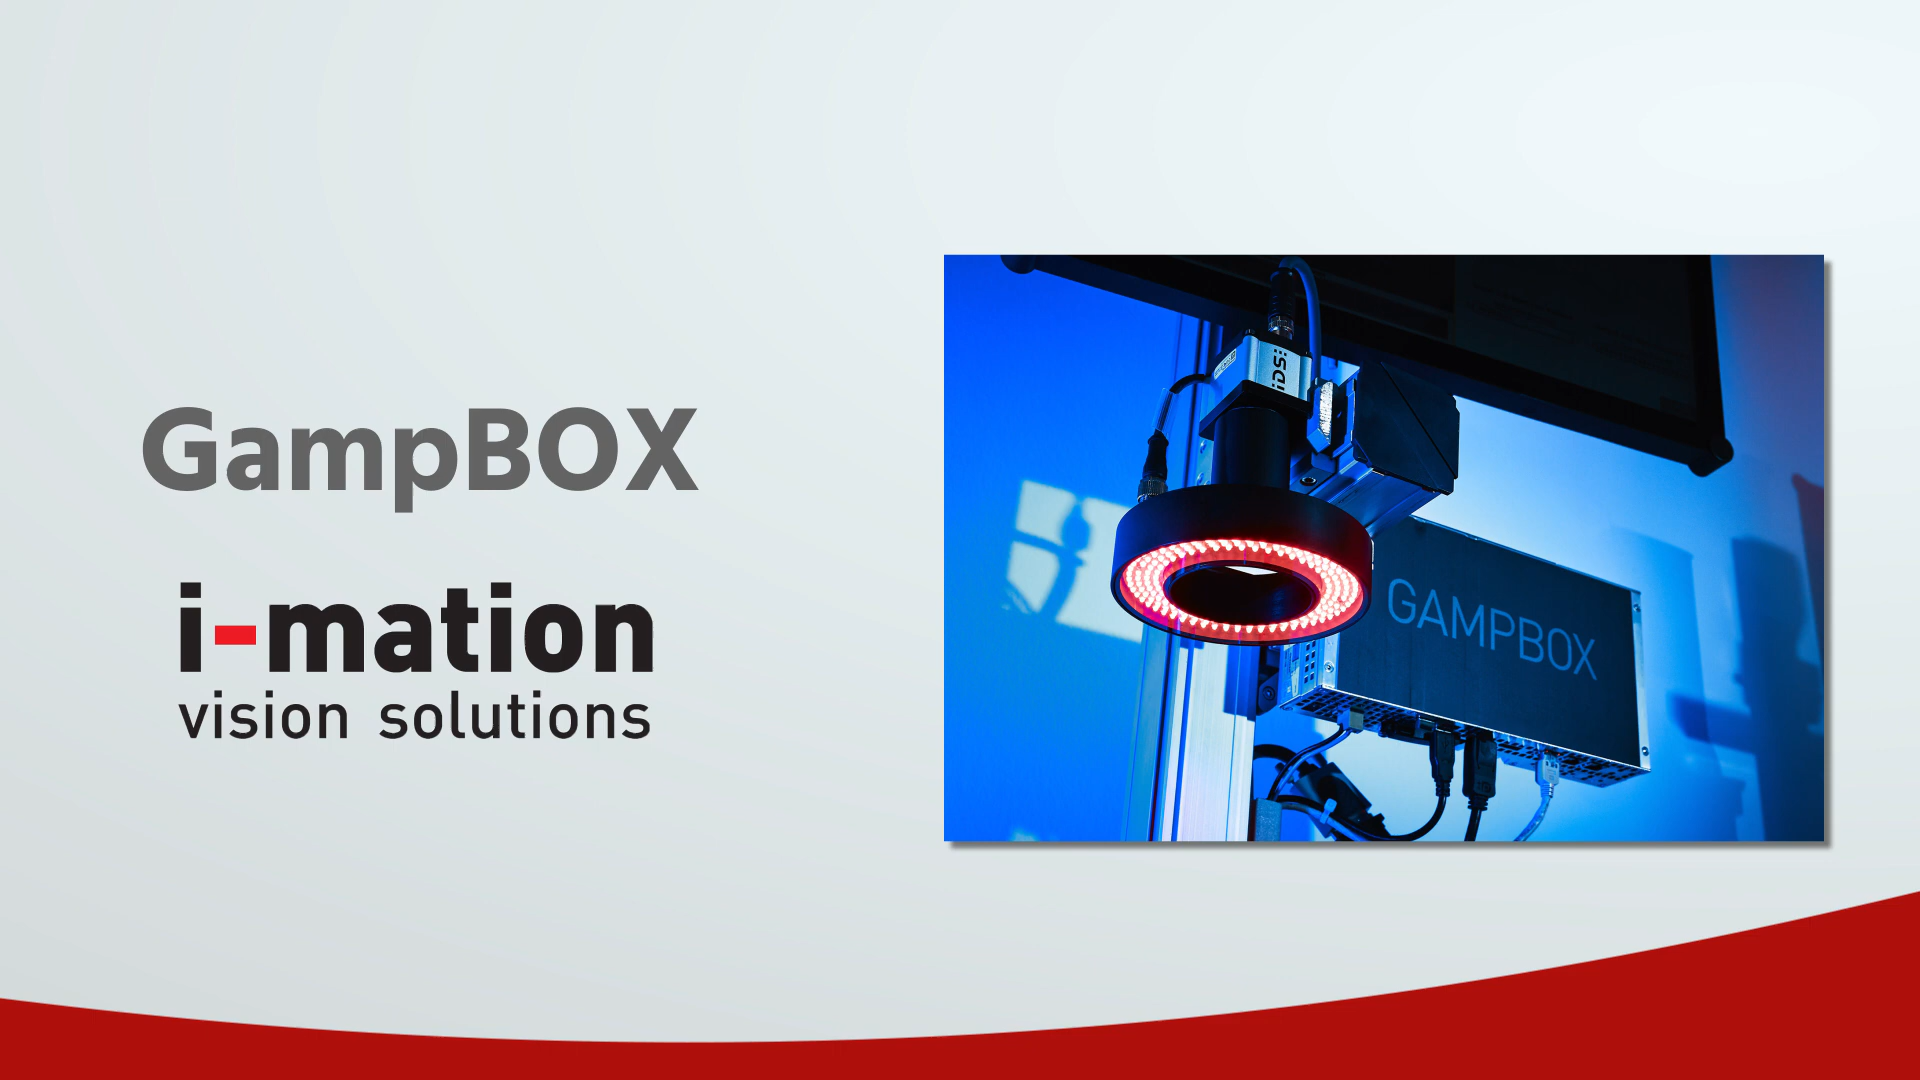 GampBOX
i-mation
vision solutions
iDS:
GAMPBOX